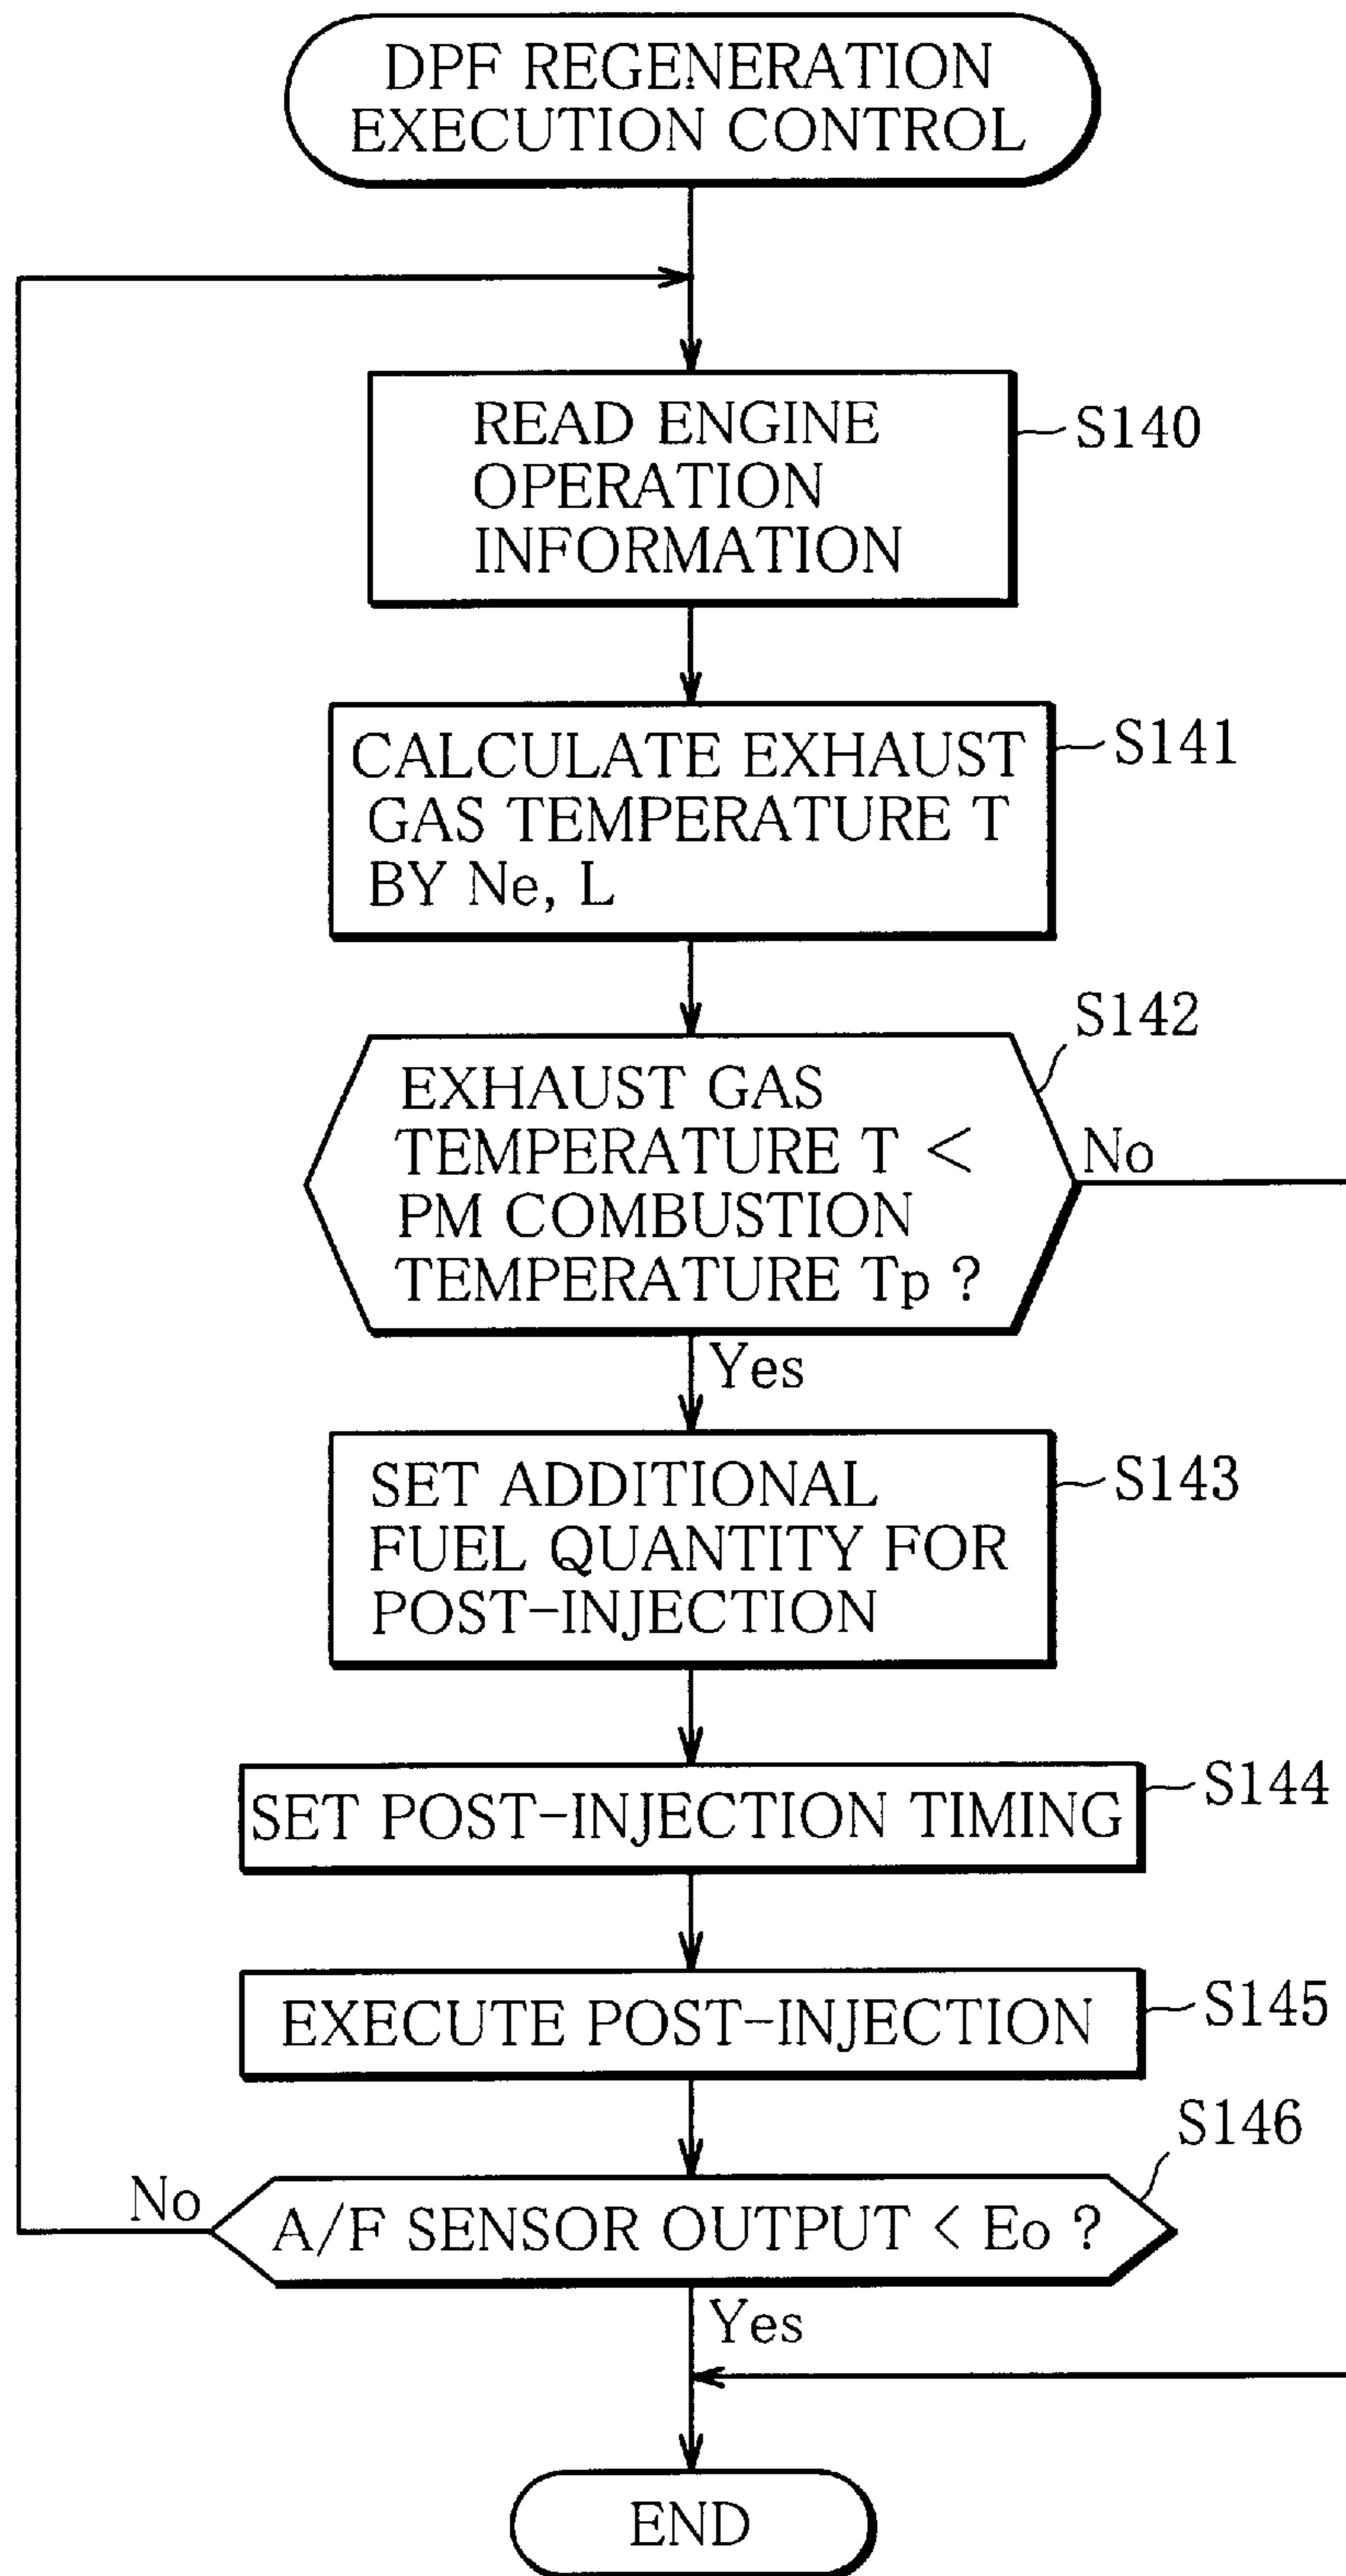 DPF REGENERATION
EXECUTION CONTROL
READ ENGINE
OPERATION
INFORMATION
S140
CALCULATE EXHAUST
GAS TEMPERATURE T
BY Ne, L
S141
S142
EXHAUST GAS
TEMPERATURE T <
PM COMBUSTION
TEMPERATURE Tp ?
No
Yes
SET ADDITIONAL
FUEL QUANTITY FOR
POST-INJECTION
S143
SET POST-INJECTION TIMING
S144
EXECUTE POST-INJECTION
S145
S146
No
A/F SENSOR OUTPUT < Eo ?
Yes
END